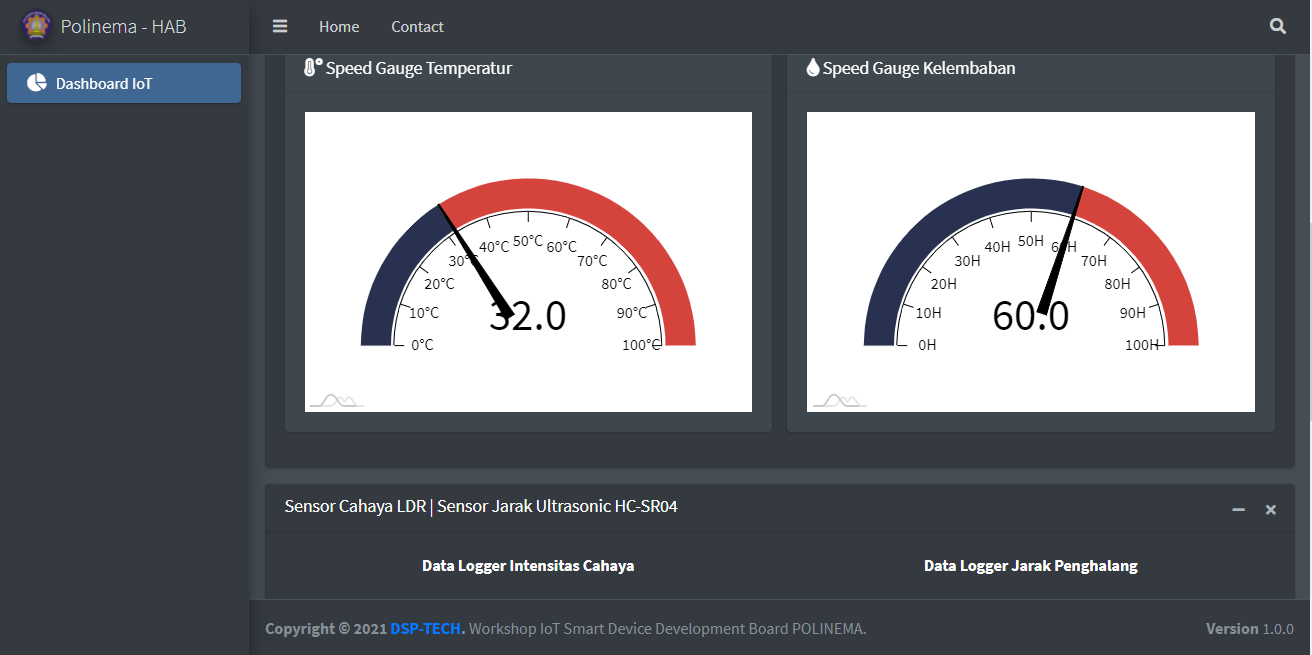 Polinema - HAB
Home
Contact
Dashboard IoT
Speed Gauge Temperatur
0°C
10°C
20°C
30°
40°C
50°C
60°C
70°C
80°C
90°C
100°C
32.0
Speed Gauge Kelembaban
0H
10H
20H
30H
40H
50H
60H
70H
80H
90H
100H
60.0
Sensor Cahaya LDR | Sensor Jarak Ultrasonic HC-SR04
Data Logger Intensitas Cahaya
Data Logger Jarak Penghalang
Copyright © 2021 DSP-TECH. Workshop IoT Smart Device Development Board POLINEMA.
Version 1.0.0